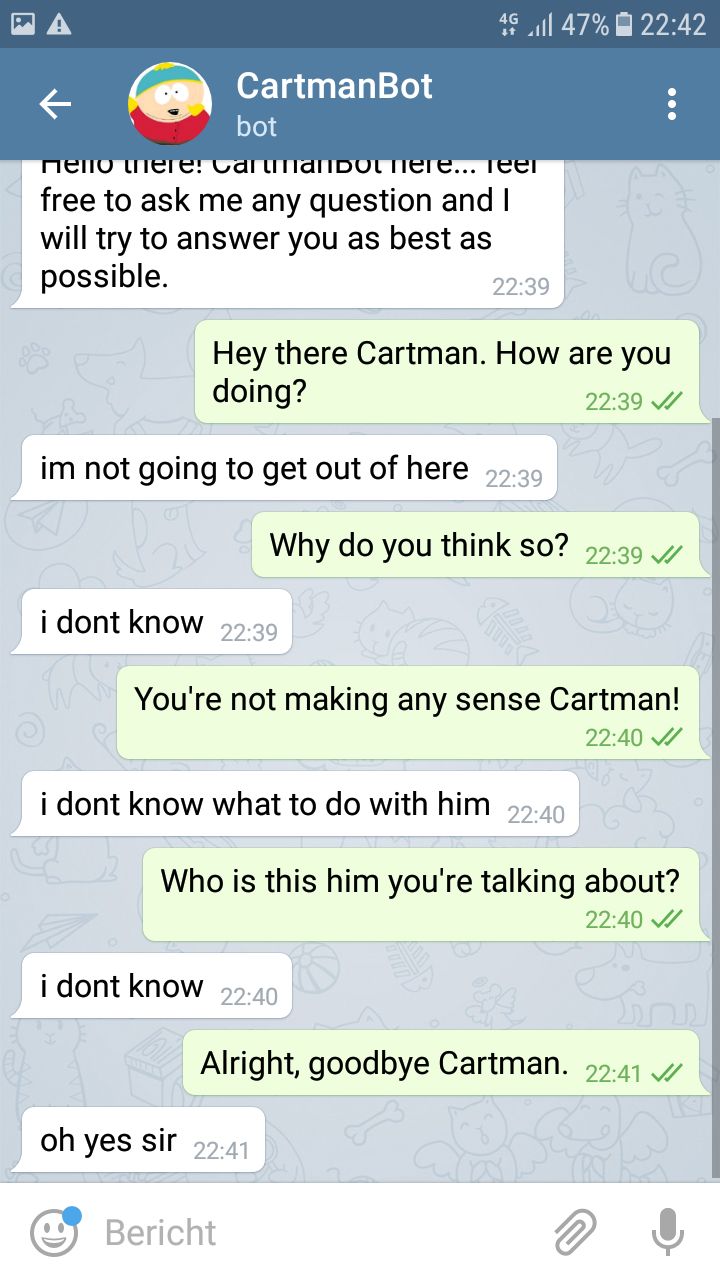 4G 47% 22:42
CartmanBot
bot
Hello there! CartmanBot here... feel
free to ask me any question and I
will try to answer you as best as
possible. 22:39
Hey there Cartman. How are you
doing? 22:39
im not going to get out of here 22:39
Why do you think so? 22:39
i dont know 22:39
You're not making any sense Cartman!
22:40
i dont know what to do with him 22:40
Who is this him you're talking about?
22:40
i dont know 22:40
Alright, goodbye Cartman. 22:41
oh yes sir 22:41
Bericht